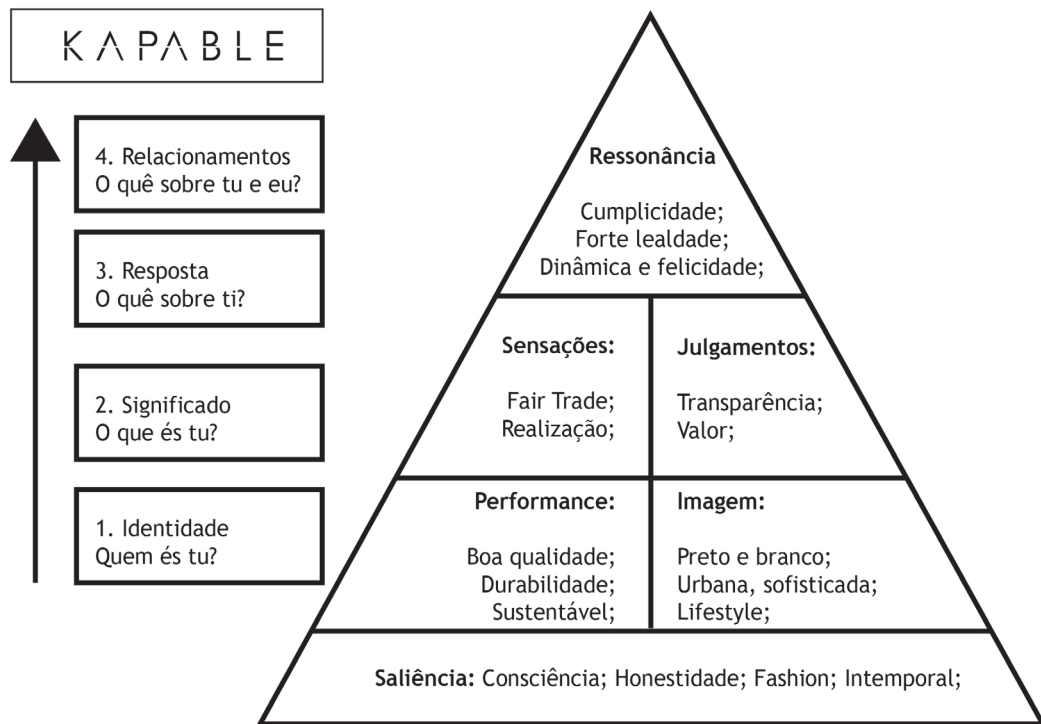 KAPABLE
4. Relacionamentos
O quê sobre tu e eu?
3. Resposta
O quê sobre ti?
2. Significado
O que és tu?
1. Identidade
Quem és tu?
Ressonância
Cumplicidade;
Forte lealdade;
Dinâmica e felicidade;
Sensações:
Fair Trade;
Realização;
Julgamentos:
Transparência;
Valor;
Performance:
Boa qualidade;
Durabilidade;
Sustentável;
Imagem:
Preto e branco;
Urbana, sofisticada;
Lifestyle;
Saliência: Consciência; Honestidade; Fashion; Intemporal;